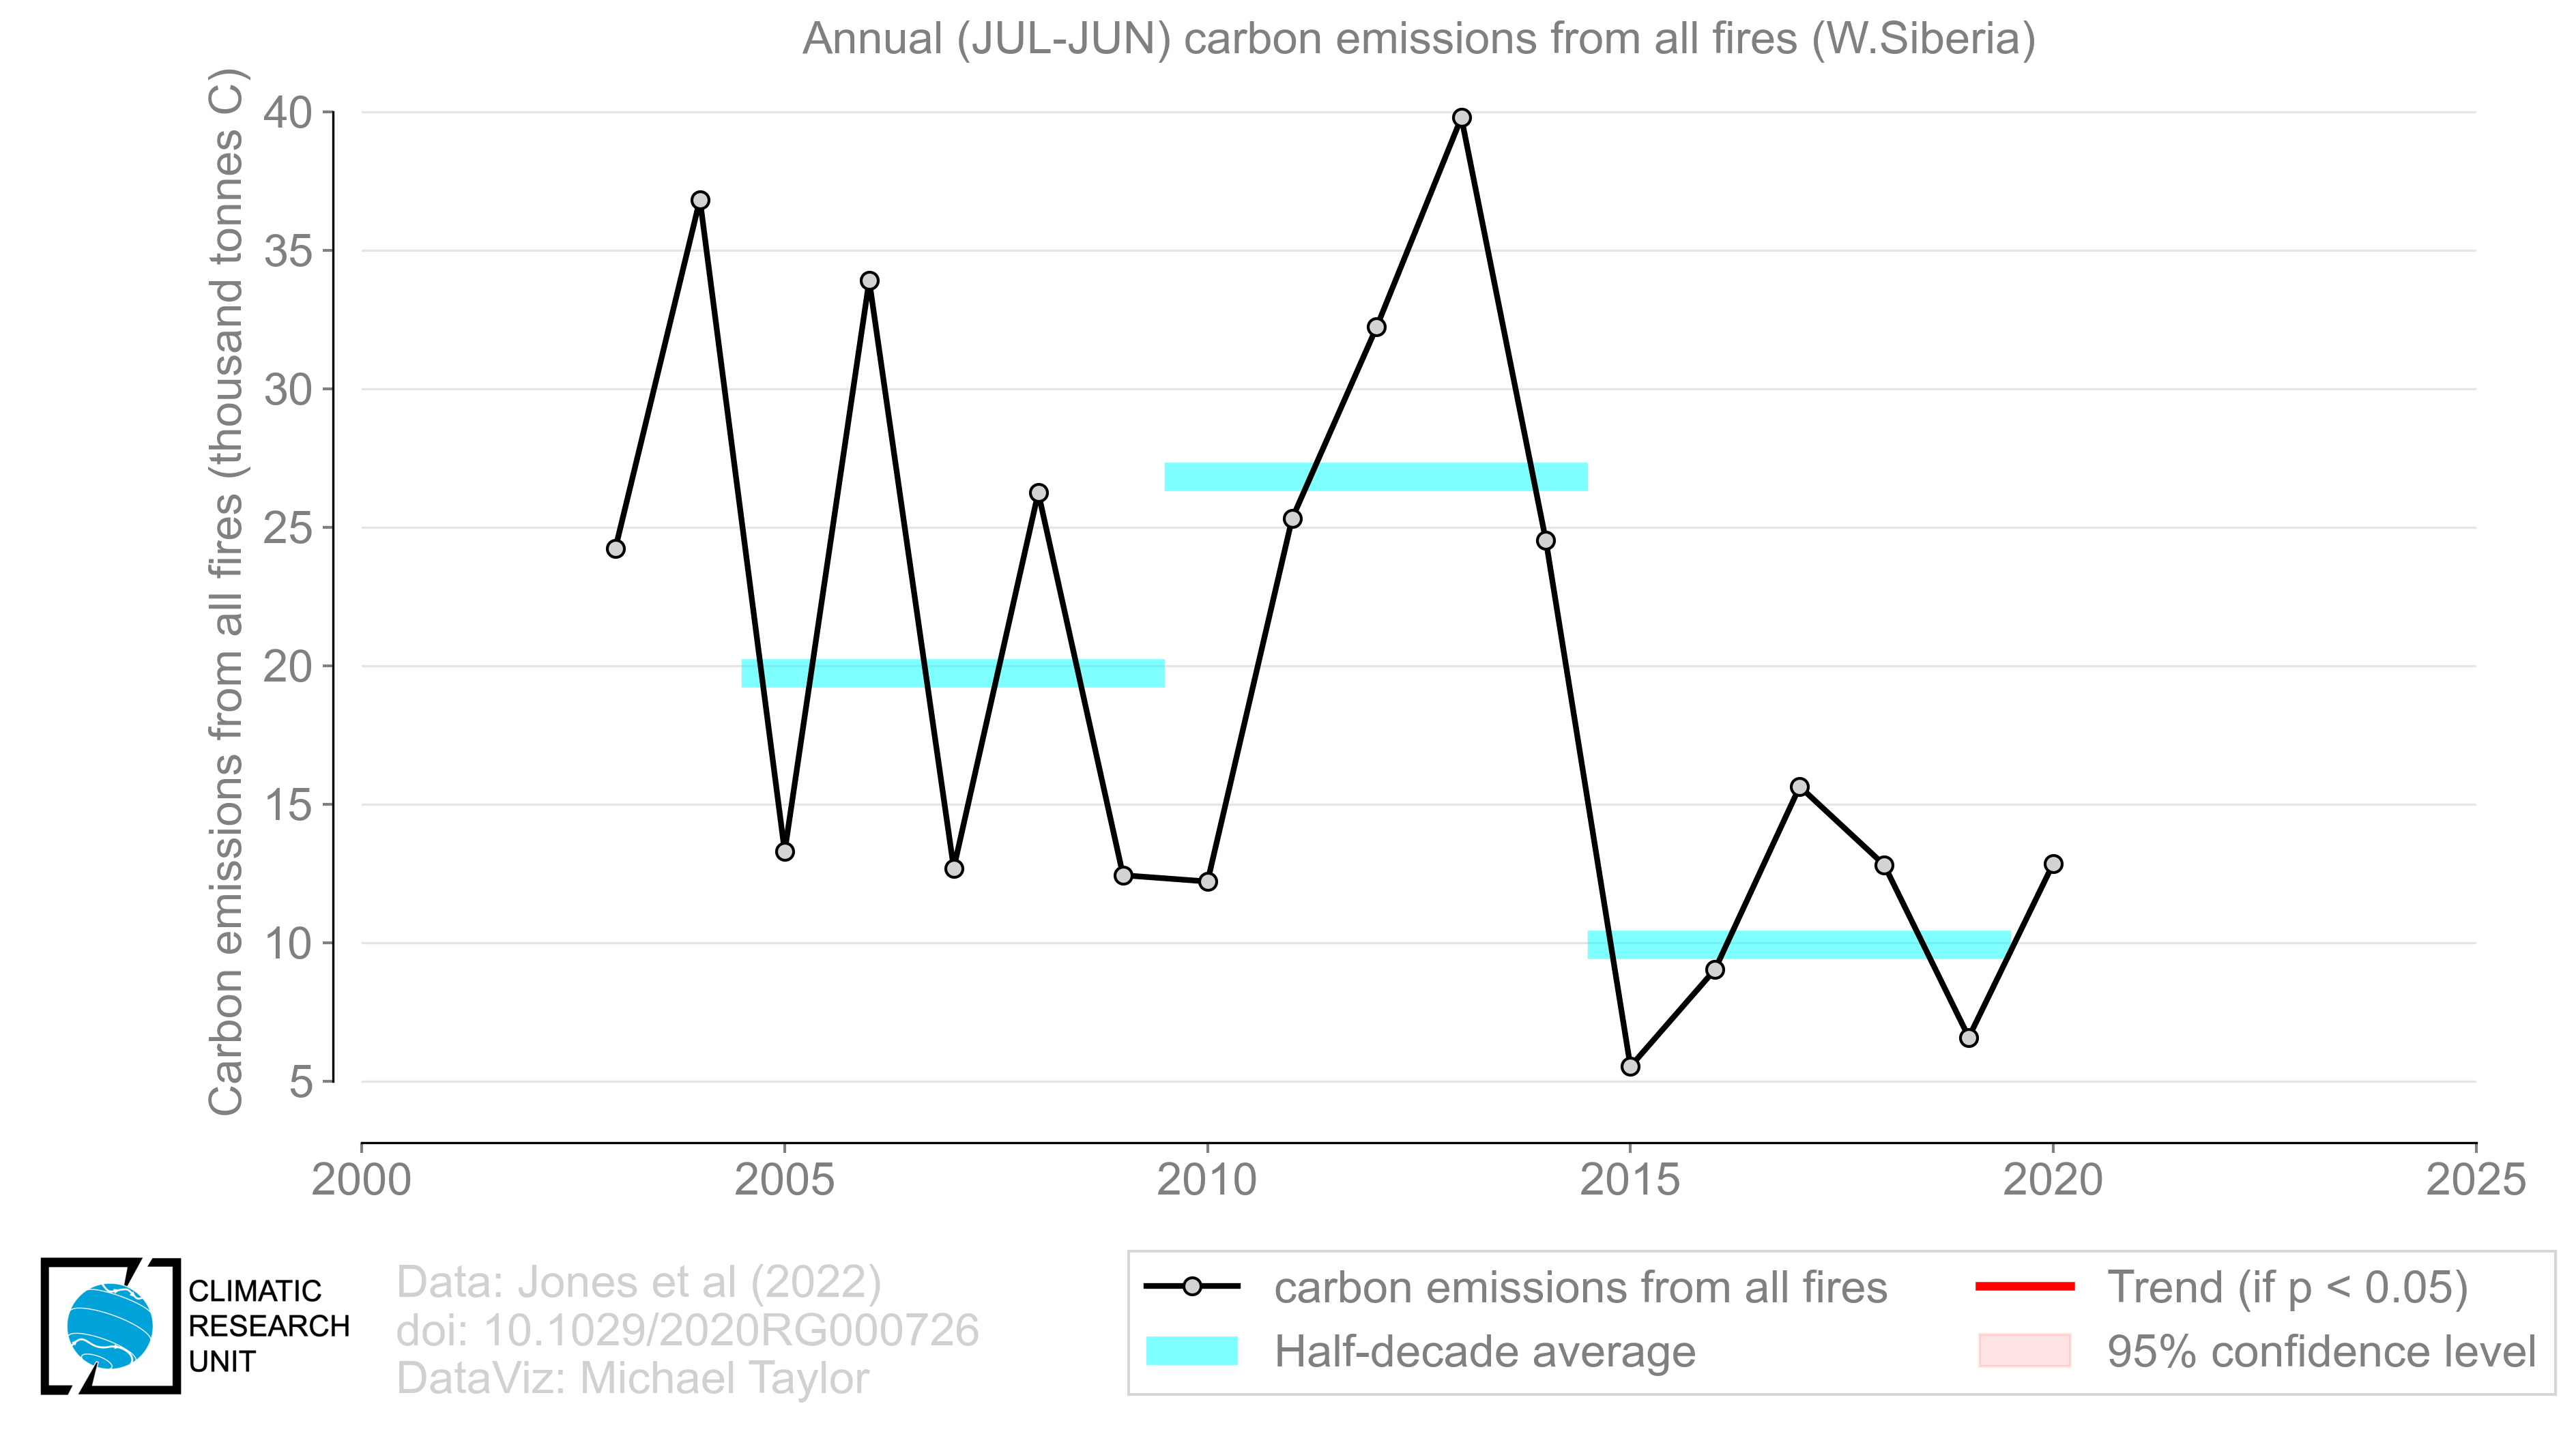 Annual (JUL-JUN) carbon emissions from all fires (W.Siberia)
Carbon emissions from all fires (thousand tonnes C)
40
35
30
25
20
15
10
5
2000 2005 2010 2015 2020 2025
CLIMATIC
RESEARCH
UNIT
Data: Jones et al (2022)
doi: 10.1029/2020RG000726
DataViz: Michael Taylor
carbon emissions from all fires
Half-decade average
Trend (if p < 0.05)
95% confidence level